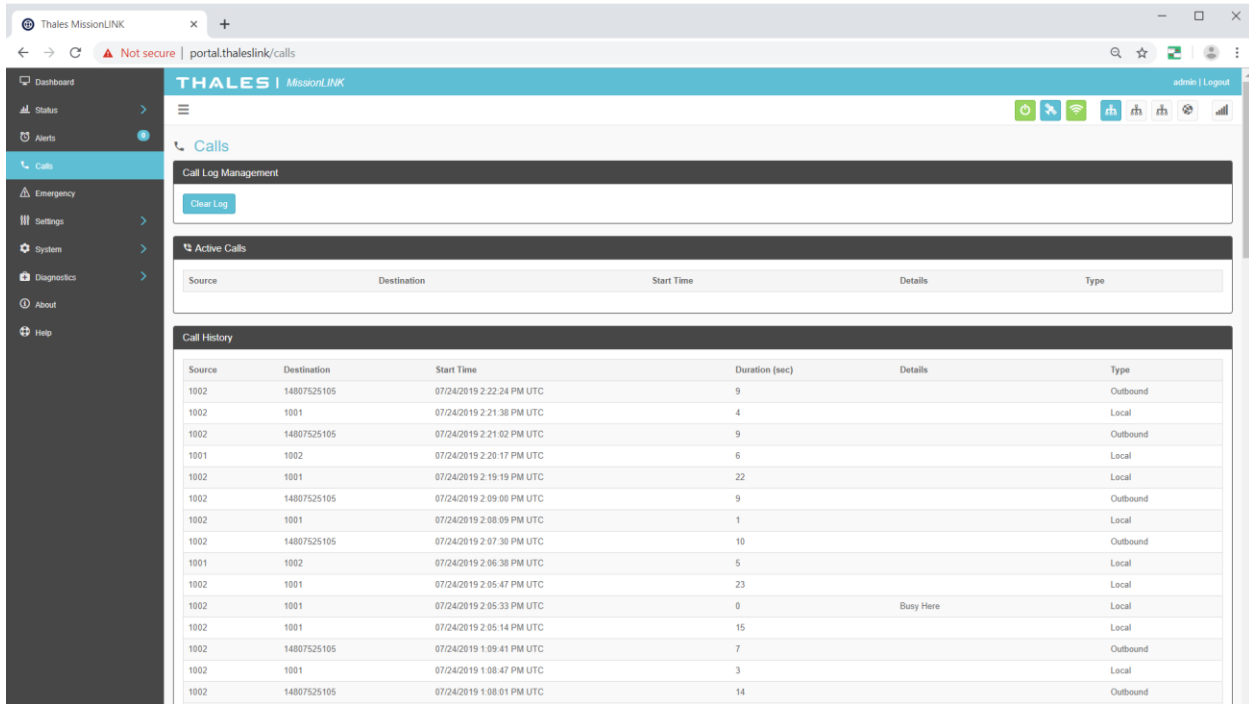 Thales MissionLINK
Not secure | portal.thaleslink/calls
Dashboard
THALES | MissionLINK
admin | Logout
Status
Alerts
0
Calls
Calls
Call Log Management
Emergency
Clear Log
Settings
System
Active Calls
Diagnostics
Source Destination Start Time Details Type
About
Help
Call History
Source Destination Start Time Duration (sec) Details Type
1002 14807525105 07/24/2019 2:22:24 PM UTC 9 Outbound
1002 1001 07/24/2019 2:21:38 PM UTC 4 Local
1002 14807525105 07/24/2019 2:21:02 PM UTC 9 Outbound
1001 1002 07/24/2019 2:20:17 PM UTC 6 Local
1002 1001 07/24/2019 2:19:19 PM UTC 22 Local
1002 14807525105 07/24/2019 2:09:00 PM UTC 9 Outbound
1002 1001 07/24/2019 2:08:09 PM UTC 1 Local
1002 14807525105 07/24/2019 2:07:30 PM UTC 10 Outbound
1001 1002 07/24/2019 2:06:38 PM UTC 5 Local
1002 1001 07/24/2019 2:05:47 PM UTC 23 Local
1002 1001 07/24/2019 2:05:33 PM UTC 0 Busy Here Local
1002 1001 07/24/2019 2:05:14 PM UTC 15 Local
1002 14807525105 07/24/2019 1:09:41 PM UTC 7 Outbound
1002 1001 07/24/2019 1:08:47 PM UTC 3 Local
1002 14807525105 07/24/2019 1:08:01 PM UTC 14 Outbound